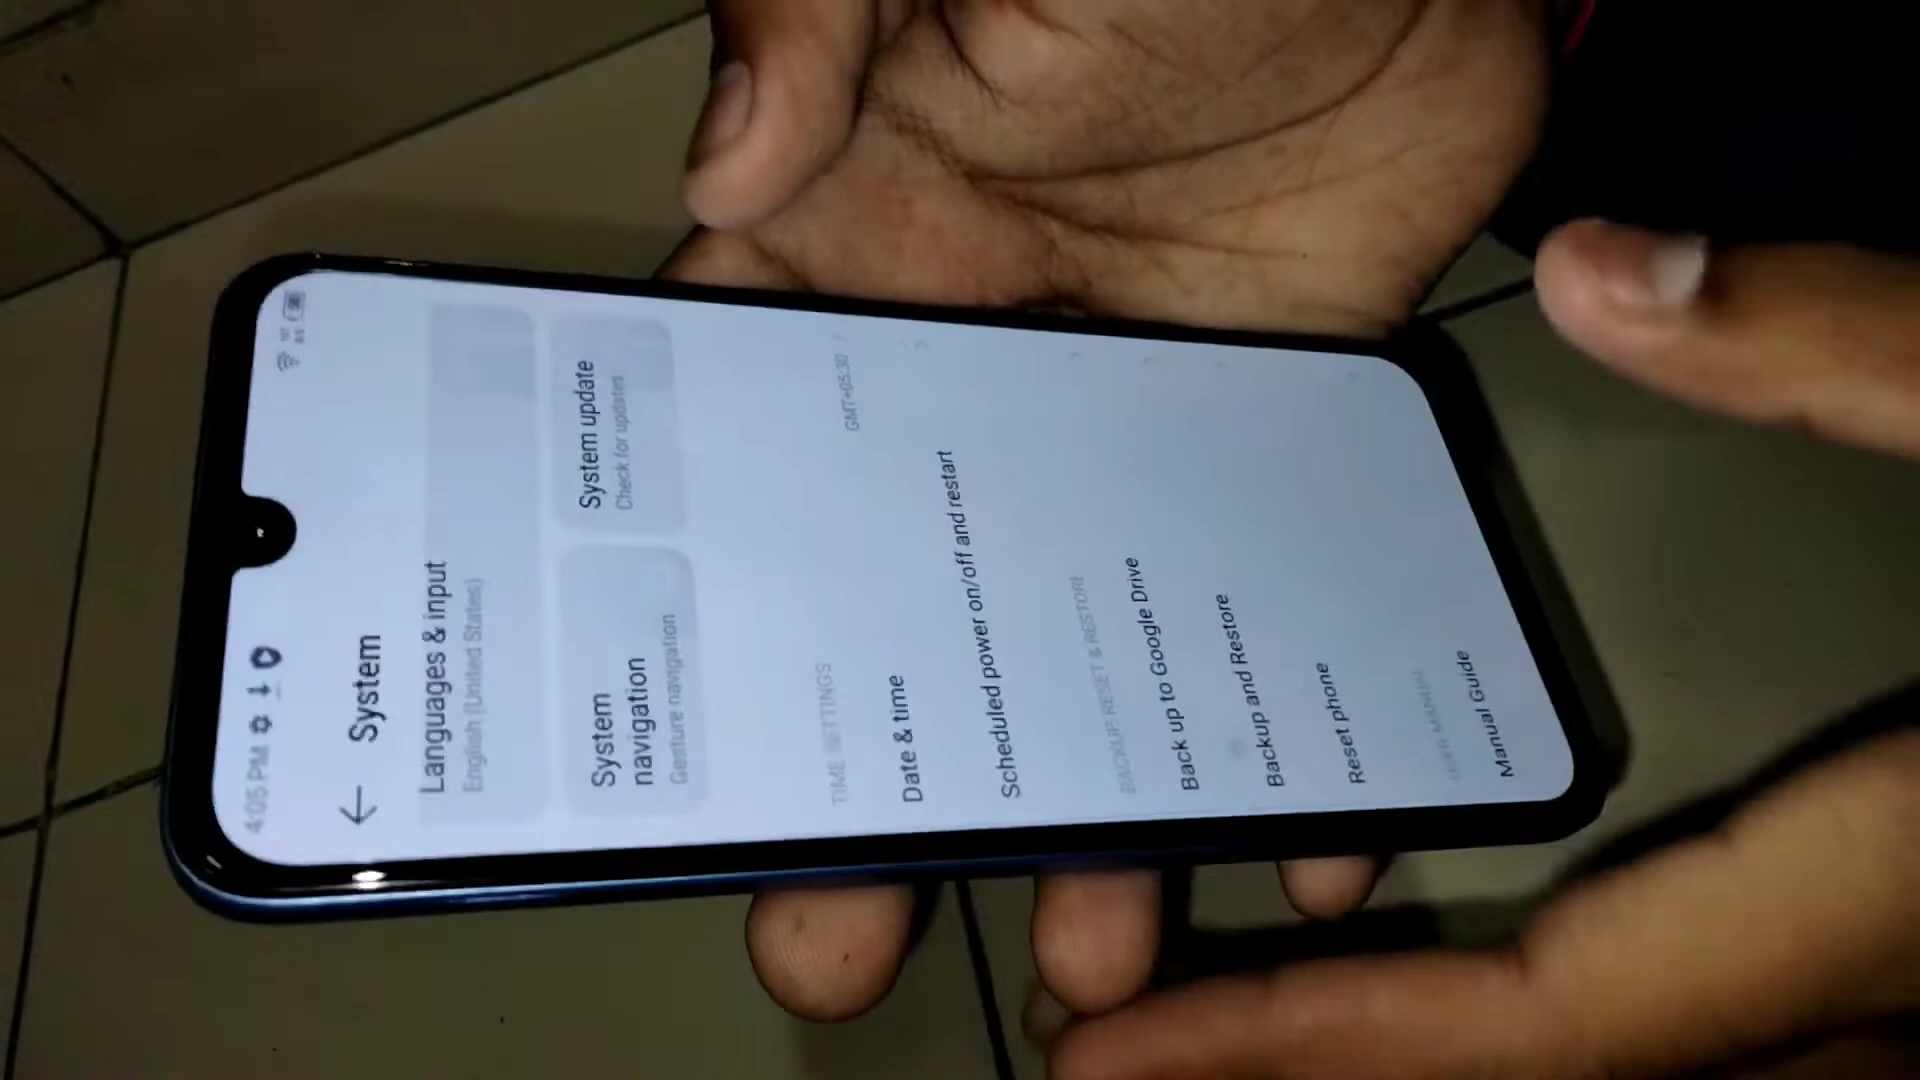 4:05 PM
System
Languages & input
English (United States)
System
navigation
Gesture navigation
System update
Check for updates
TIME SETTINGS
Date & time
GMT+05:30
Scheduled power on/off and restart
BACKUP, RESET & RESTORE
Back up to Google Drive
Backup and Restore
Reset phone
USER MANUAL
Manual Guide